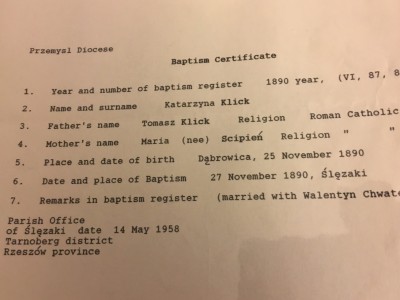 Przemysl Diocese
Baptism Certificate
1. Year and number of baptism register 1890 year, (VI, 87, 8
2. Name and surname Katarzyna Klick
3. Father's name Tomasz Klick Religion Roman Catholic
4. Mother's name Maria (nee) Scipień Religion " "
5. Place and date of birth Dąbrowica, 25 November 1890
6. Date and place of Baptism 27 November 1890, Ślęzaki
7. Remarks in baptism register (married with Walentyn Chwate
Parish Office
of Ślęzaki date 14 May 1958
Tarnoberg district
Rzeszów province